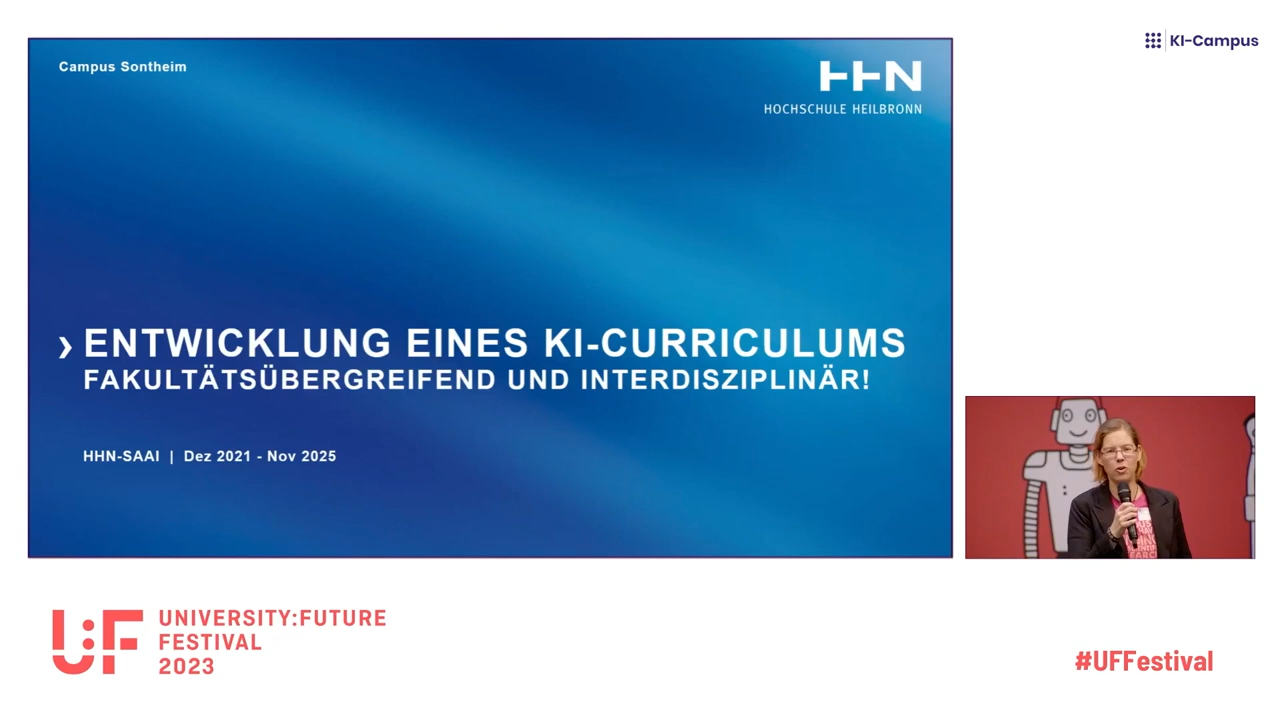 Campus Sontheim
HHN
HOCHSCHULE HEILBRONN
KI-Campus
› ENTWICKLUNG EINES KI-CURRICULUMS
FAKULTÄTSÜBERGREIFEND UND INTERDISZIPLINÄR!
HHN-SAAI | Dez 2021 - Nov 2025
U:F
UNIVERSITY:FUTURE
FESTIVAL
2023
#UFFestival